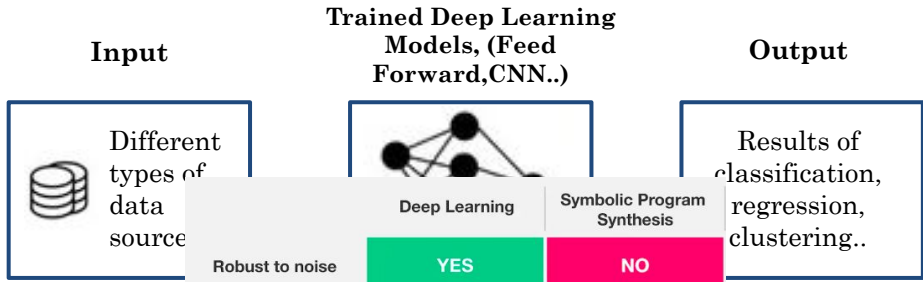 Input
Trained Deep Learning
Models, (Feed
Forward,CNN..)
Output
Different
types of
data
source
Results of
classification,
regression,
clustering..
Deep Learning
Symbolic Program
Synthesis
Robust to noise
YES
NO